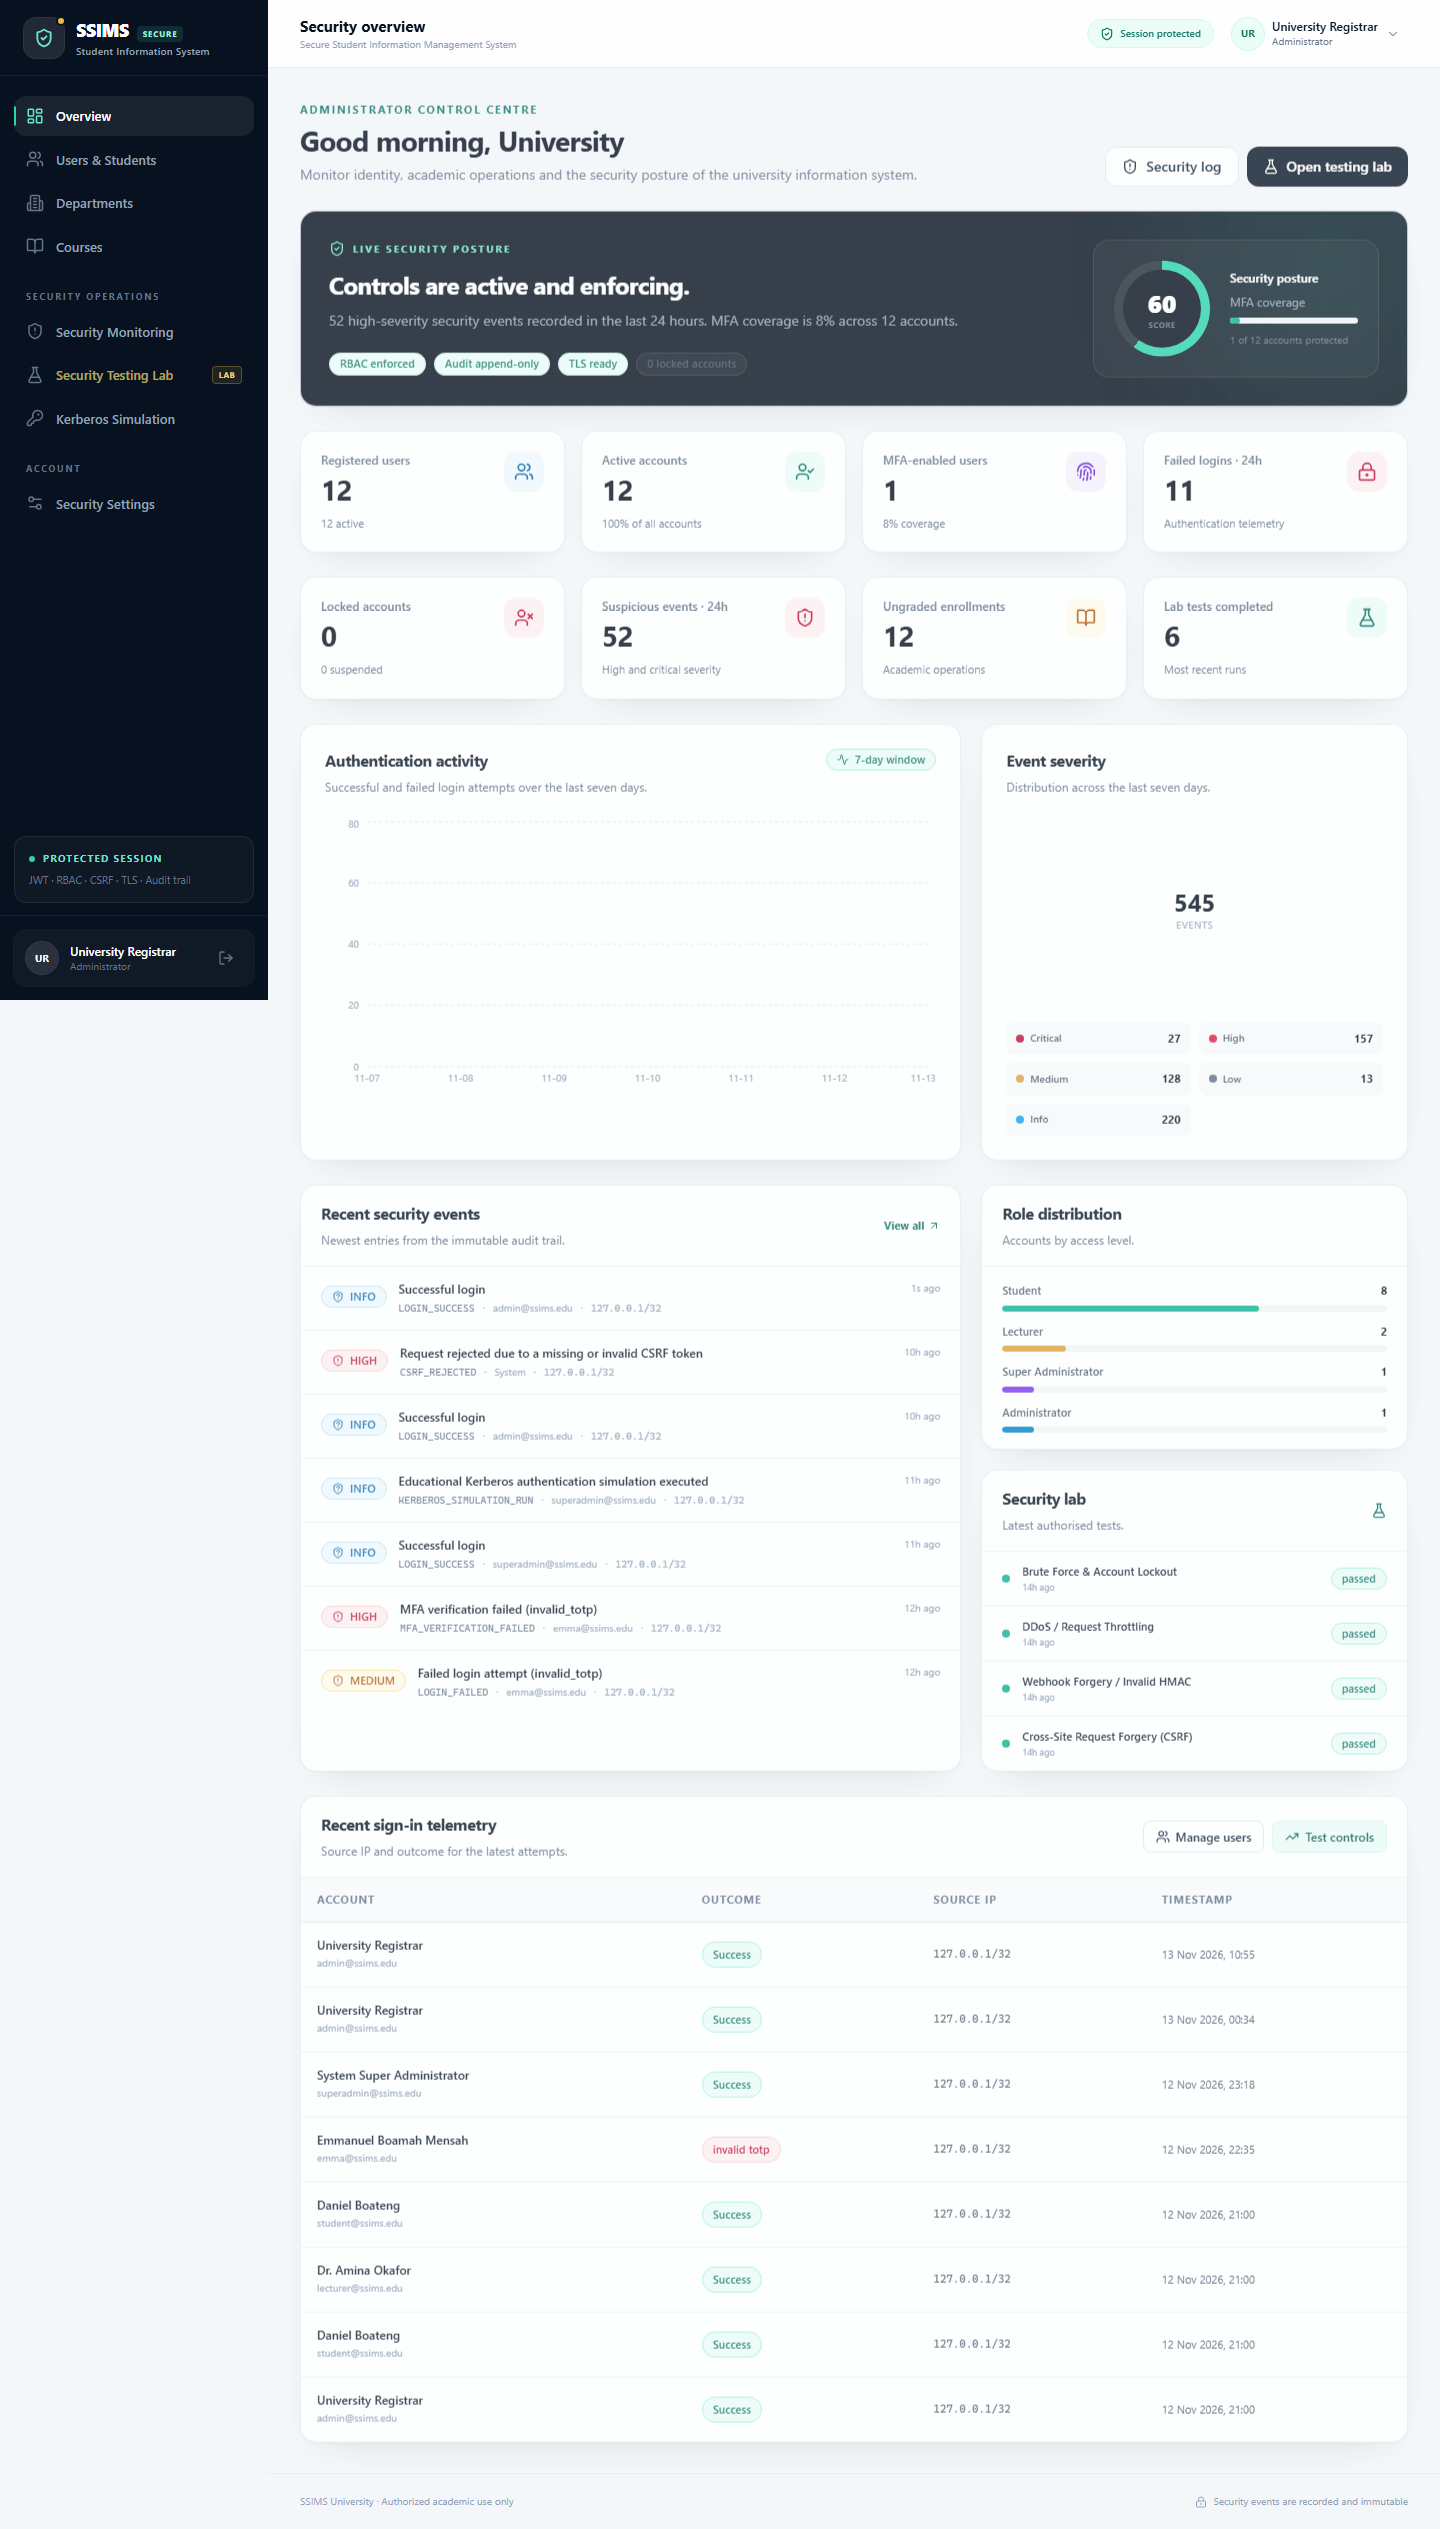 SSIMS SECURE
Student Information System
Overview
Users & Students
Departments
Courses
SECURITY OPERATIONS
Security Monitoring
Security Testing Lab LAB
Kerberos Simulation
ACCOUNT
Security Settings
PROTECTED SESSION
JWT · RBAC · CSRF · TLS · Audit trail
UR University Registrar
Administrator
Security overview
Secure Student Information Management System
Session protected
UR University Registrar
Administrator
ADMINISTRATOR CONTROL CENTRE
Good morning, University
Monitor identity, academic operations and the security posture of the university information system.
Security log
Open testing lab
LIVE SECURITY POSTURE
Controls are active and enforcing.
52 high-severity security events recorded in the last 24 hours. MFA coverage is 8% across 12 accounts.
RBAC enforced Audit append-only TLS ready 0 locked accounts
60
SCORE
Security posture
MFA coverage
1 of 12 accounts protected
Registered users
12
12 active
Active accounts
12
100% of all accounts
MFA-enabled users
1
8% coverage
Failed logins · 24h
11
Authentication telemetry
Locked accounts
0
0 suspended
Suspicious events · 24h
52
High and critical severity
Ungraded enrollments
12
Academic operations
Lab tests completed
6
Most recent runs
Authentication activity
7-day window
Successful and failed login attempts over the last seven days.
80
60
40
20
0
11-07 11-08 11-09 11-10 11-11 11-12 11-13
Event severity
Distribution across the last seven days.
545
EVENTS
Critical 27
High 157
Medium 128
Low 13
Info 220
Recent security events
Newest entries from the immutable audit trail.
View all
INFO Successful login 1s ago
LOGIN_SUCCESS · admin@ssims.edu · 127.0.0.1/32
HIGH Request rejected due to a missing or invalid CSRF token 10h ago
CSRF_REJECTED · System · 127.0.0.1/32
INFO Successful login 10h ago
LOGIN_SUCCESS · admin@ssims.edu · 127.0.0.1/32
INFO Educational Kerberos authentication simulation executed 11h ago
KERBEROS_SIMULATION_RUN · superadmin@ssims.edu · 127.0.0.1/32
INFO Successful login 11h ago
LOGIN_SUCCESS · superadmin@ssims.edu · 127.0.0.1/32
HIGH MFA verification failed (invalid_totp) 12h ago
MFA_VERIFICATION_FAILED · emma@ssims.edu · 127.0.0.1/32
MEDIUM Failed login attempt (invalid_totp) 12h ago
LOGIN_FAILED · emma@ssims.edu · 127.0.0.1/32
Role distribution
Accounts by access level.
Student 8
Lecturer 2
Super Administrator 1
Administrator 1
Security lab
Latest authorised tests.
Brute Force & Account Lockout passed
14h ago
DDoS / Request Throttling passed
14h ago
Webhook Forgery / Invalid HMAC passed
14h ago
Cross-Site Request Forgery (CSRF) passed
14h ago
Recent sign-in telemetry
Source IP and outcome for the latest attempts.
Manage users
Test controls
ACCOUNT OUTCOME SOURCE IP TIMESTAMP
University Registrar
admin@ssims.edu
Success 127.0.0.1/32 13 Nov 2026, 10:55
University Registrar
admin@ssims.edu
Success 127.0.0.1/32 13 Nov 2026, 00:34
System Super Administrator
superadmin@ssims.edu
Success 127.0.0.1/32 12 Nov 2026, 23:18
Emmanuel Boamah Mensah
emma@ssims.edu
invalid totp 127.0.0.1/32 12 Nov 2026, 22:35
Daniel Boateng
student@ssims.edu
Success 127.0.0.1/32 12 Nov 2026, 21:00
Dr. Amina Okafor
lecturer@ssims.edu
Success 127.0.0.1/32 12 Nov 2026, 21:00
Daniel Boateng
student@ssims.edu
Success 127.0.0.1/32 12 Nov 2026, 21:00
University Registrar
admin@ssims.edu
Success 127.0.0.1/32 12 Nov 2026, 21:00
SSIMS University · Authorized academic use only
Security events are recorded and immutable